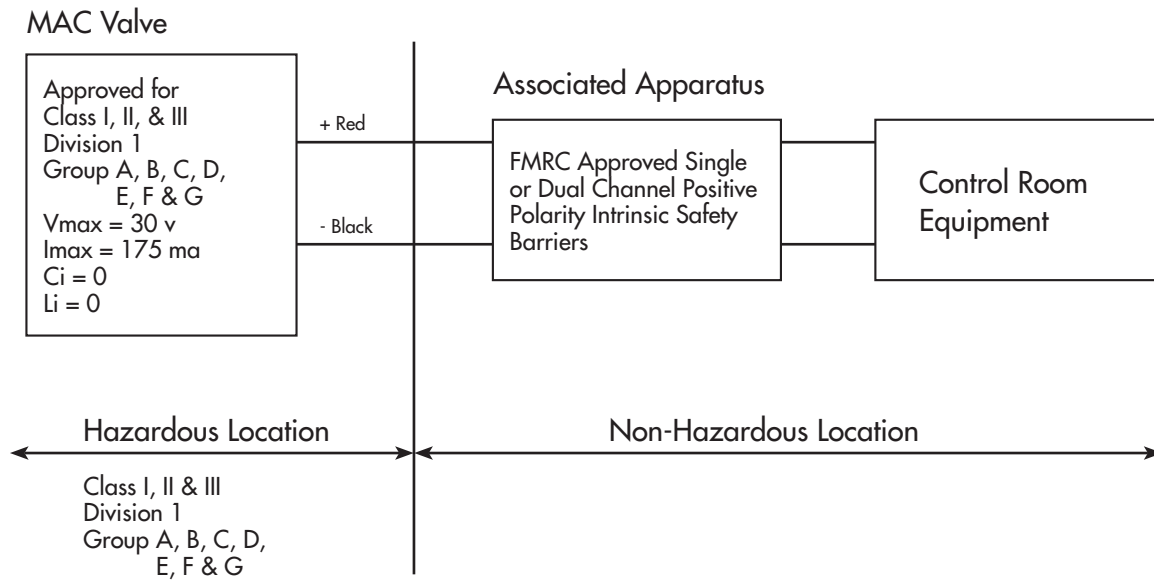 MAC Valve
Approved for
Class I, II, & III
Division 1
Group A, B, C, D,
E, F & G
Vmax = 30 v
Imax = 175 ma
Ci = 0
Li = 0
+ Red
- Black
Associated Apparatus
FMRC Approved Single
or Dual Channel Positive
Polarity Intrinsic Safety
Barriers
Control Room
Equipment
Hazardous Location
Non-Hazardous Location
Class I, II & III
Division 1
Group A, B, C, D,
E, F & G